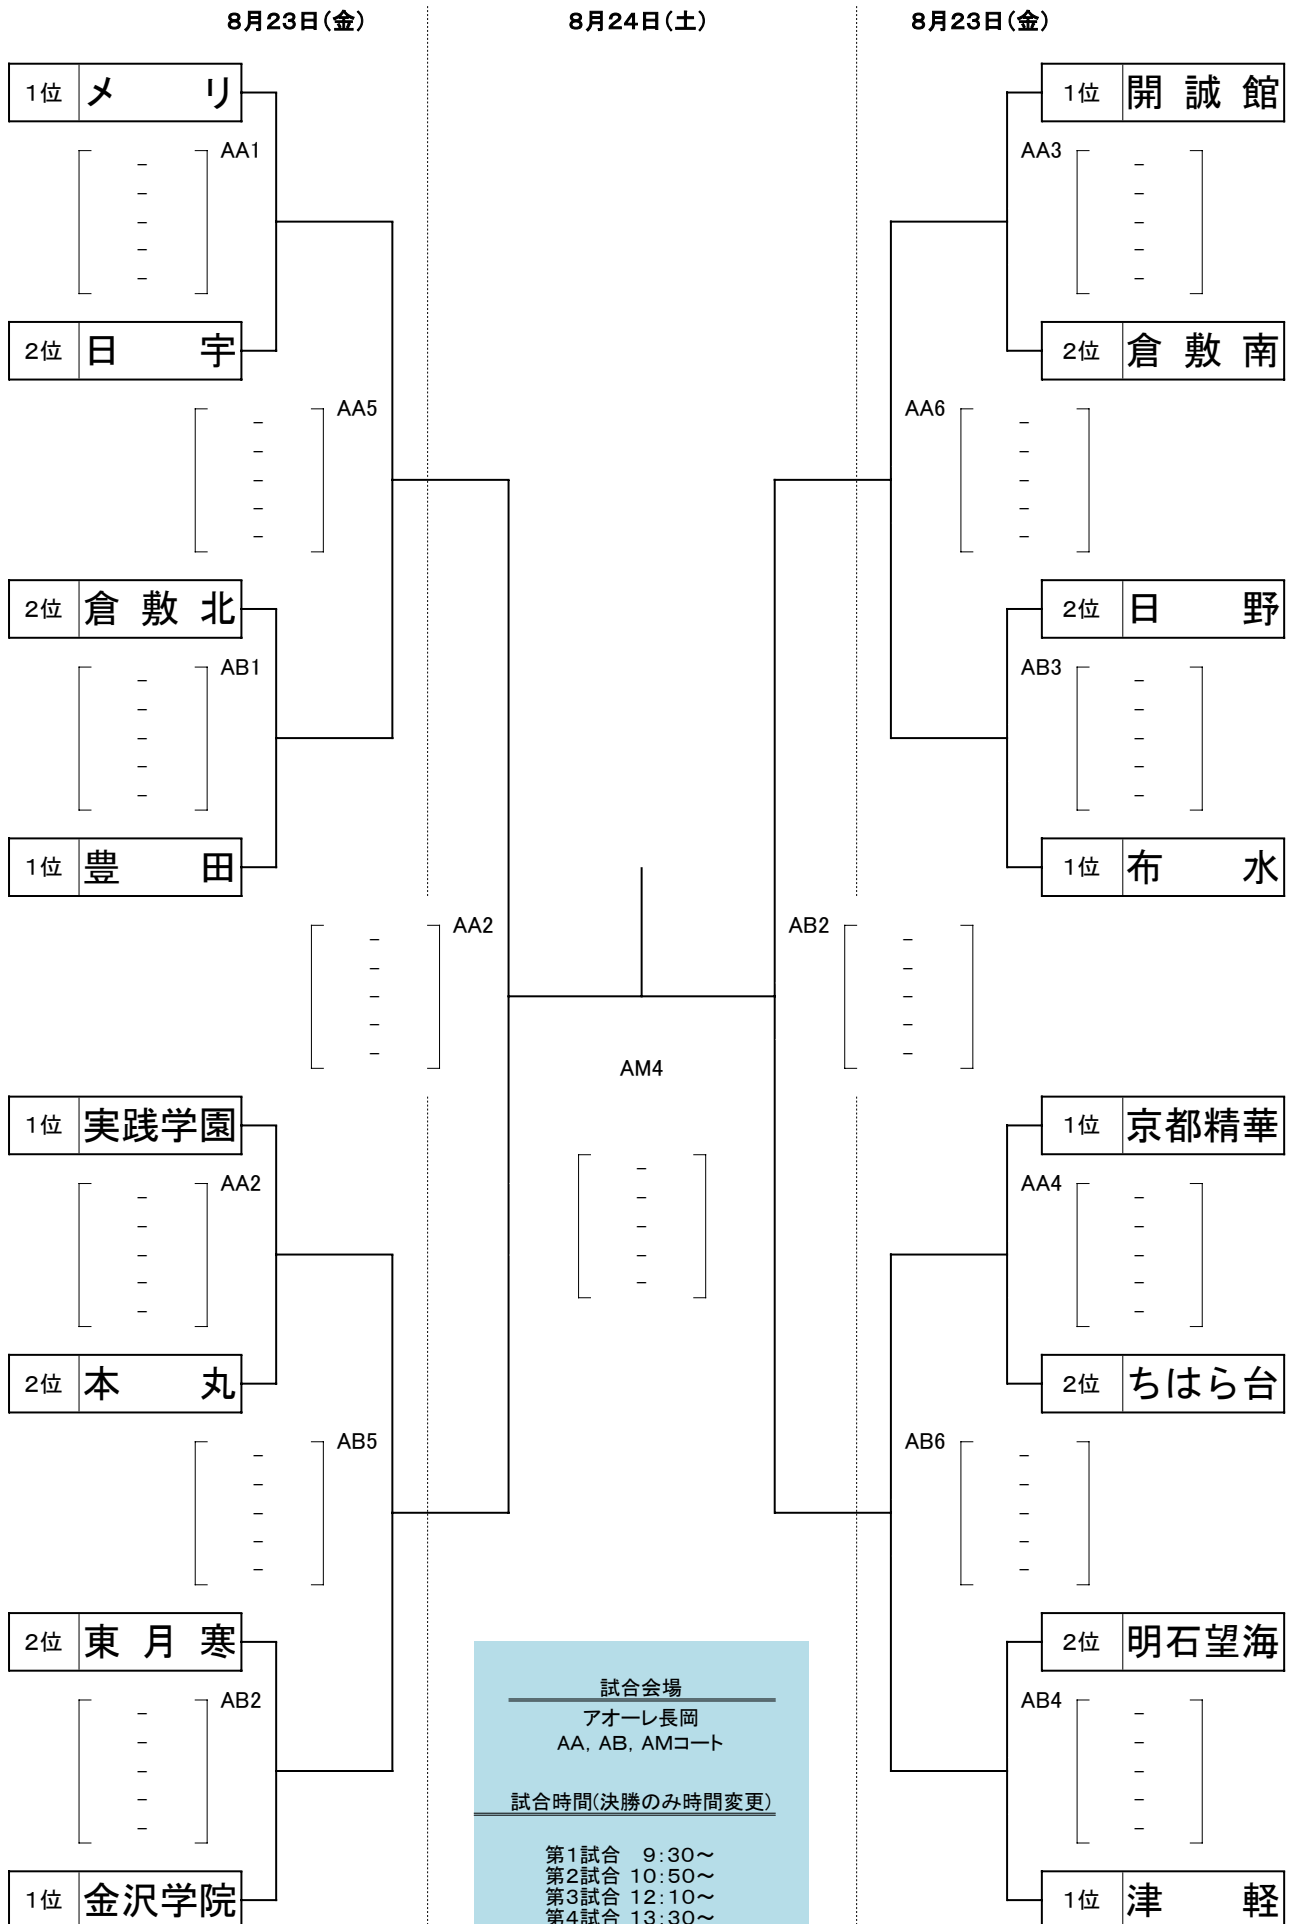 8月23日(金)
8月24日(土)
8月23日(金)
1位 メリ
AA1
-
-
-
-
-
2位 日宇
AA5
-
-
-
-
-
2位 倉敷北
AB1
-
-
-
-
-
1位 豊田
AA2
-
-
-
-
-
1位 実践学園
AA2
-
-
-
-
-
2位 本丸
AB5
-
-
-
-
-
2位 東月寒
AB2
-
-
-
-
-
1位 金沢学院
AM4
-
-
-
-
-
1位 開誠館
AA3
-
-
-
-
-
2位 倉敷南
AA6
-
-
-
-
-
2位 日野
AB3
-
-
-
-
-
1位 布水
AB2
-
-
-
-
-
1位 京都精華
AA4
-
-
-
-
-
2位 ちはら台
AB6
-
-
-
-
-
2位 明石望海
AB4
-
-
-
-
-
1位 津軽
試合会場
アオーレ長岡
AA, AB, AMコート
試合時間(決勝のみ時間変更)
第1試合 9:30~
第2試合 10:50~
第3試合 12:10~
第4試合 13:30~